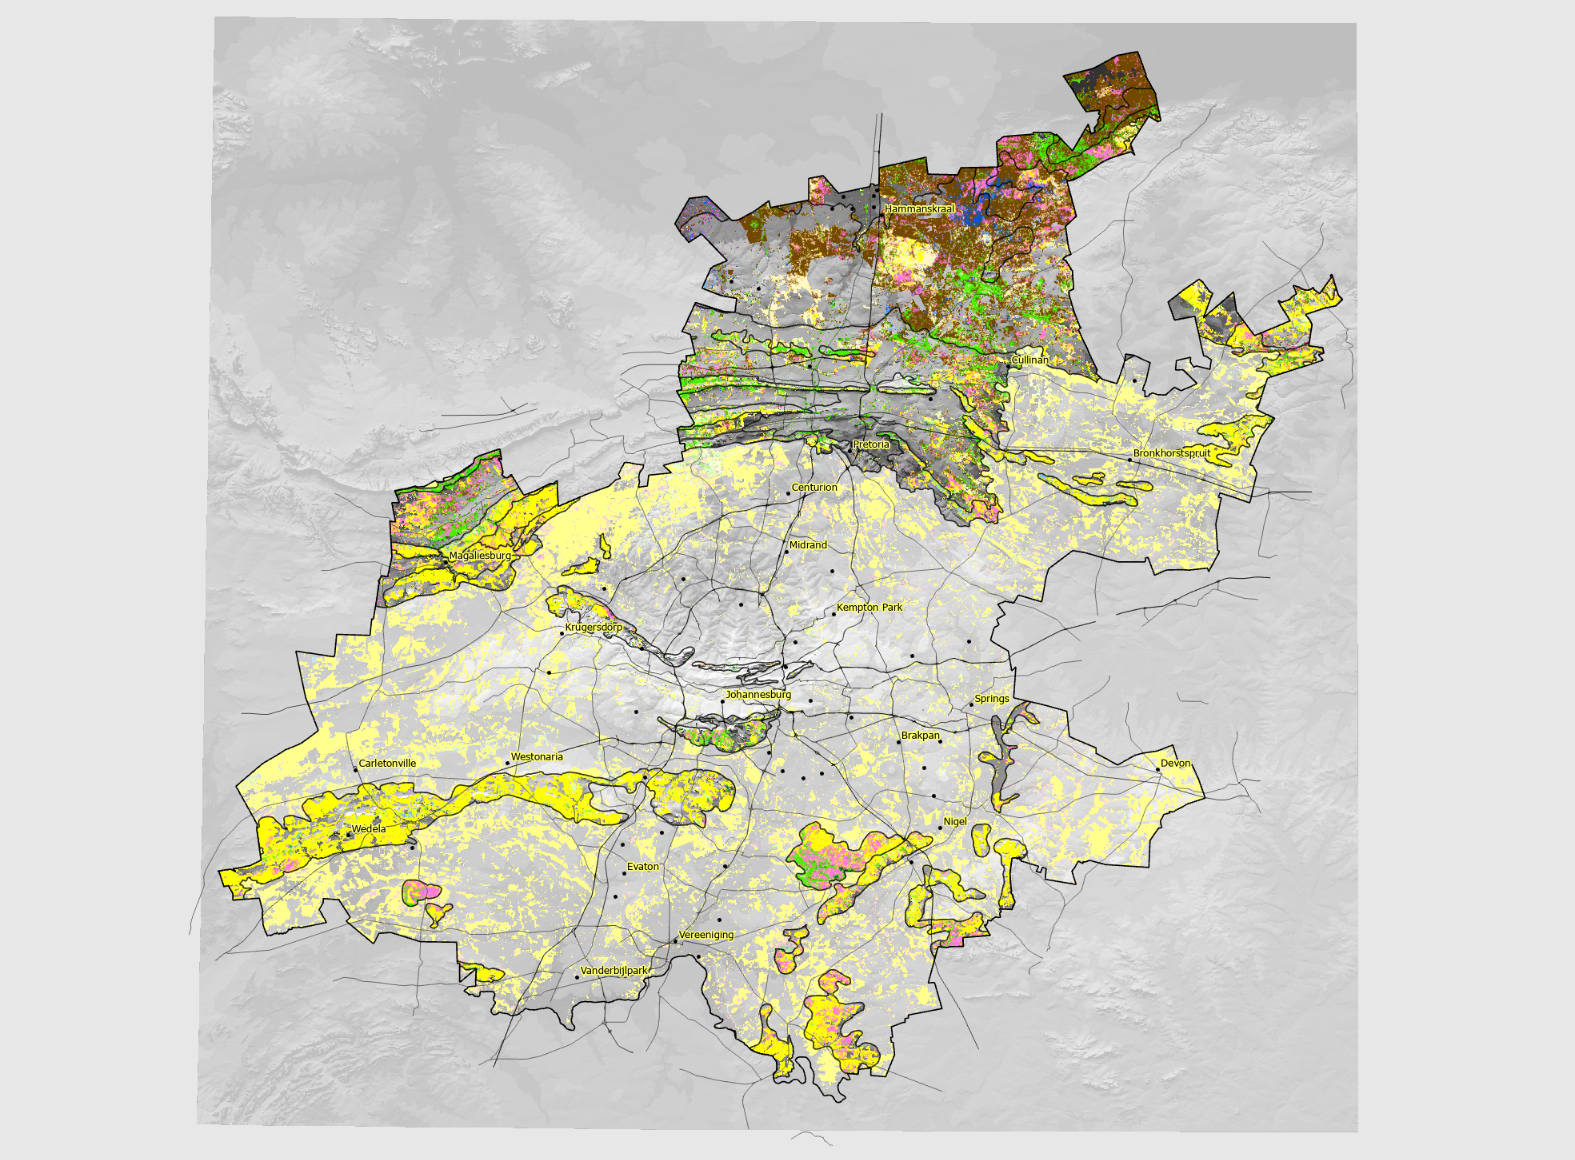 Hammanskraal
Cullinan
Pretoria
Bronkhorstspruit
Centurion
Midrand
Magaliesburg
Kempton Park
Krugersdorp
Johannesburg
Springs
Brakpan
Westonaria
Carletonville
Devon
Nigel
Wedela
Evaton
Vereeniging
Vanderbijlpark